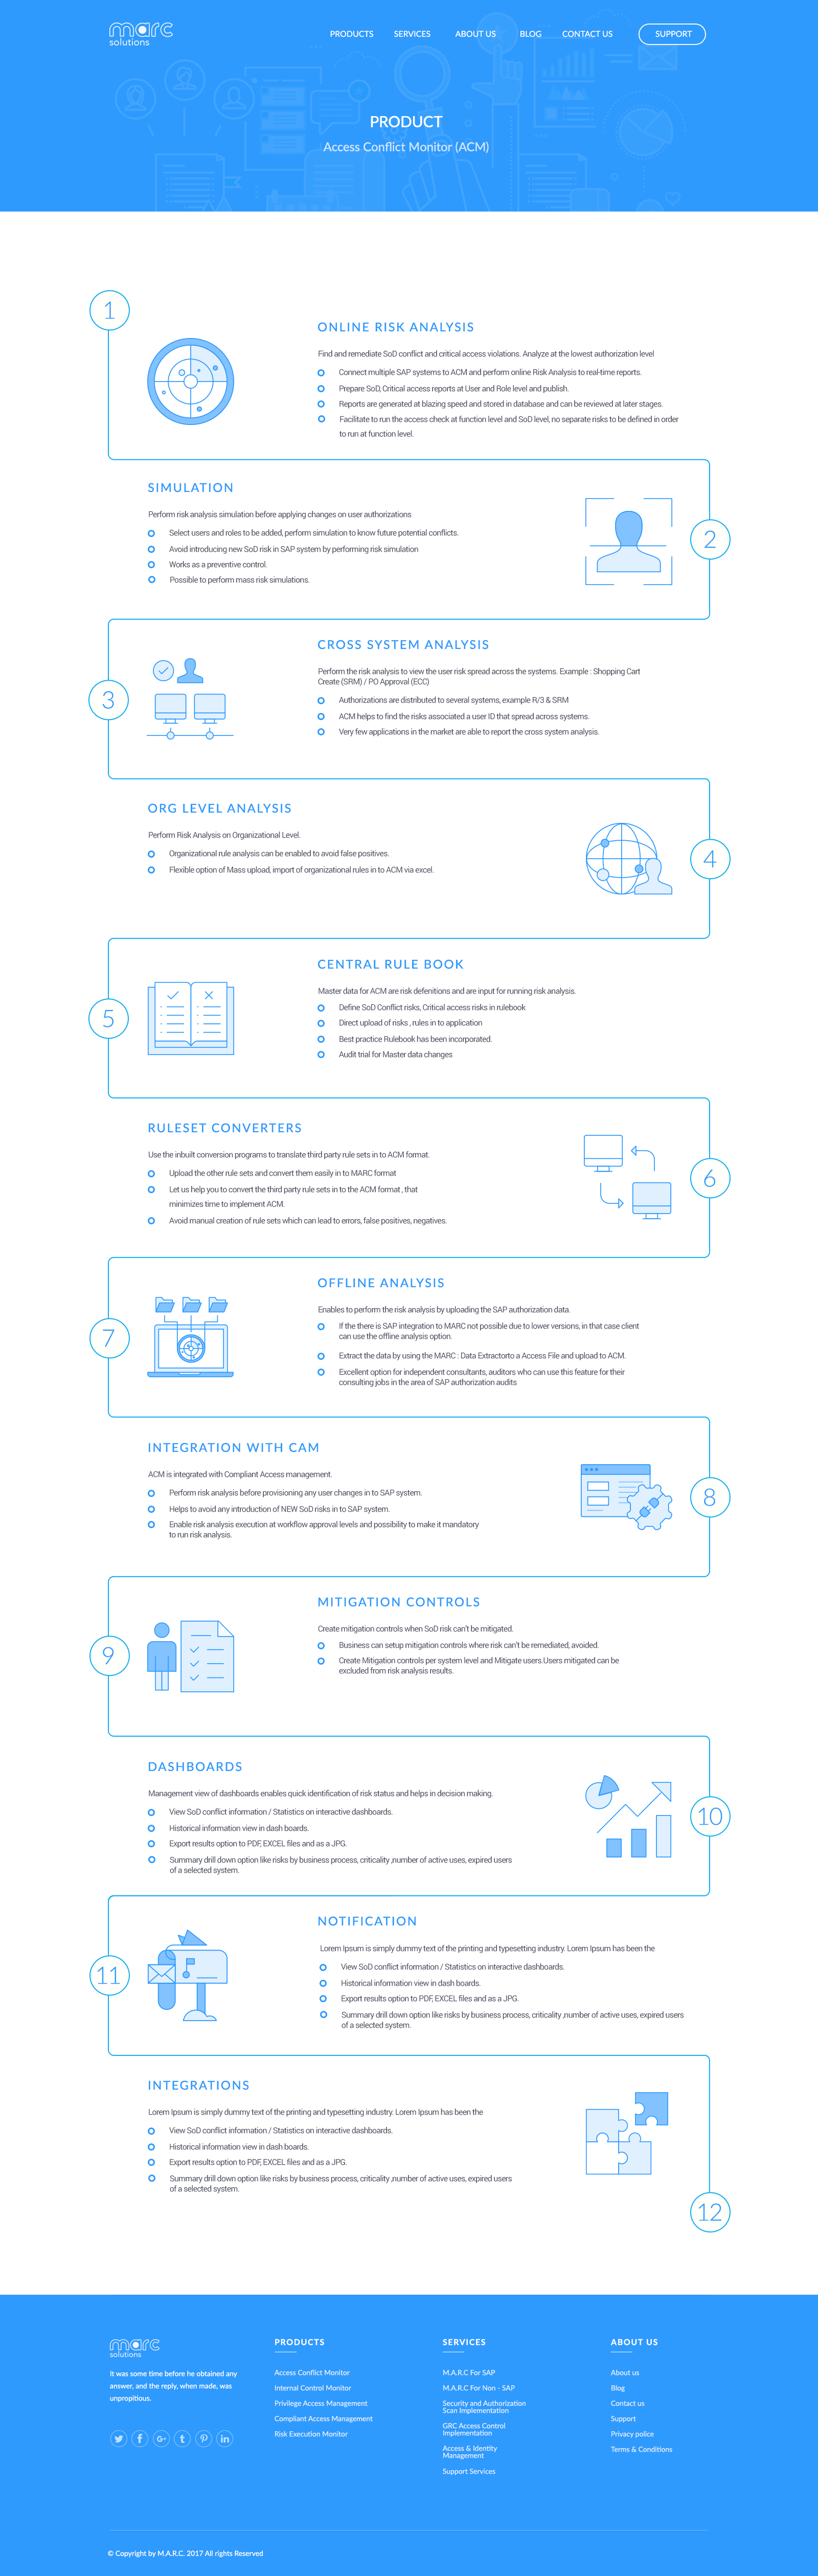 marc
solutions
PRODUCTS SERVICES ABOUT US BLOG CONTACT US SUPPORT
PRODUCT
Access Conflict Monitor (ACM)
1
ONLINE RISK ANALYSIS
Find and remediate SoD conflict and critical access violations. Analyze at the lowest authorization level
Connect multiple SAP systems to ACM and perform online Risk Analysis to real-time reports.
Prepare SoD, Critical access reports at User and Role level and publish.
Reports are generated at blazing speed and stored in database and can be reviewed at later stages.
Facilitate to run the access check at function level and SoD level, no separate risks to be defined in order
to run at function level.
SIMULATION
Perform risk analysis simulation before applying changes on user authorizations
Select users and roles to be added, perform simulation to know future potential conflicts.
Avoid introducing new SoD risk in SAP system by performing risk simulation
Works as a preventive control.
Possible to perform mass risk simulations.
2
CROSS SYSTEM ANALYSIS
Perform the risk analysis to view the user risk spread across the systems. Example : Shopping Cart
Create (SRM) / PO Approval (ECC)
Authorizations are distributed to several systems, example R/3 & SRM
ACM helps to find the risks associated a user ID that spread across systems.
Very few applications in the market are able to report the cross system analysis.
3
ORG LEVEL ANALYSIS
Perform Risk Analysis on Organizational Level.
Organizational rule analysis can be enabled to avoid false positives.
Flexible option of Mass upload, import of organizational rules in to ACM via excel.
4
CENTRAL RULE BOOK
Master data for ACM are risk defenitions and are input for running risk analysis.
Define SoD Conflict risks, Critical access risks in rulebook
Direct upload of risks , rules in to application
Best practice Rulebook has been incorporated.
Audit trial for Master data changes
5
RULESET CONVERTERS
Use the inbuilt conversion programs to translate third party rule sets in to ACM format.
Upload the other rule sets and convert them easily in to MARC format
Let us help you to convert the third party rule sets in to the ACM format , that
minimizes time to implement ACM.
Avoid manual creation of rule sets which can lead to errors, false positives, negatives.
6
OFFLINE ANALYSIS
Enables to perform the risk analysis by uploading the SAP authorization data.
If the there is SAP integration to MARC not possible due to lower versions, in that case client
can use the offline analysis option.
Extract the data by using the MARC : Data Extractorto a Access File and upload to ACM.
Excellent option for independent consultants, auditors who can use this feature for their
consulting jobs in the area of SAP authorization audits
7
INTEGRATION WITH CAM
ACM is integrated with Compliant Access management.
Perform risk analysis before provisioning any user changes in to SAP system.
Helps to avoid any introduction of NEW SoD risks in to SAP system.
Enable risk analysis execution at workflow approval levels and possibility to make it mandatory
to run risk analysis.
8
MITIGATION CONTROLS
Create mitigation controls when SoD risk can't be mitigated.
Business can setup mitigation controls where risk can't be remediated, avoided.
Create Mitigation controls per system level and Mitigate users.Users mitigated can be
excluded from risk analysis results.
9
DASHBOARDS
Management view of dashboards enables quick identification of risk status and helps in decision making.
View SoD conflict information / Statistics on interactive dashboards.
Historical information view in dash boards.
Export results option to PDF, EXCEL files and as a JPG.
Summary drill down option like risks by business process, criticality ,number of active uses, expired users
of a selected system.
10
NOTIFICATION
Lorem Ipsum is simply dummy text of the printing and typesetting industry. Lorem Ipsum has been the
View SoD conflict information / Statistics on interactive dashboards.
Historical information view in dash boards.
Export results option to PDF, EXCEL files and as a JPG.
Summary drill down option like risks by business process, criticality ,number of active uses, expired users
of a selected system.
11
INTEGRATIONS
Lorem Ipsum is simply dummy text of the printing and typesetting industry. Lorem Ipsum has been the
View SoD conflict information / Statistics on interactive dashboards.
Historical information view in dash boards.
Export results option to PDF, EXCEL files and as a JPG.
Summary drill down option like risks by business process, criticality ,number of active uses, expired users
of a selected system.
12
marc
solutions
It was some time before he obtained any
answer, and the reply, when made, was
unpropitious.
PRODUCTS
Access Conflict Monitor
Internal Control Monitor
Privilege Access Management
Compliant Access Management
Risk Execution Monitor
SERVICES
M.A.R.C For SAP
M.A.R.C For Non - SAP
Security and Authorization
Scan Implementation
GRC Access Control
Implementation
Access & Identity
Management
Support Services
ABOUT US
About us
Blog
Contact us
Support
Privacy police
Terms & Conditions
© Copyright by M.A.R.C. 2017 All rights Reserved